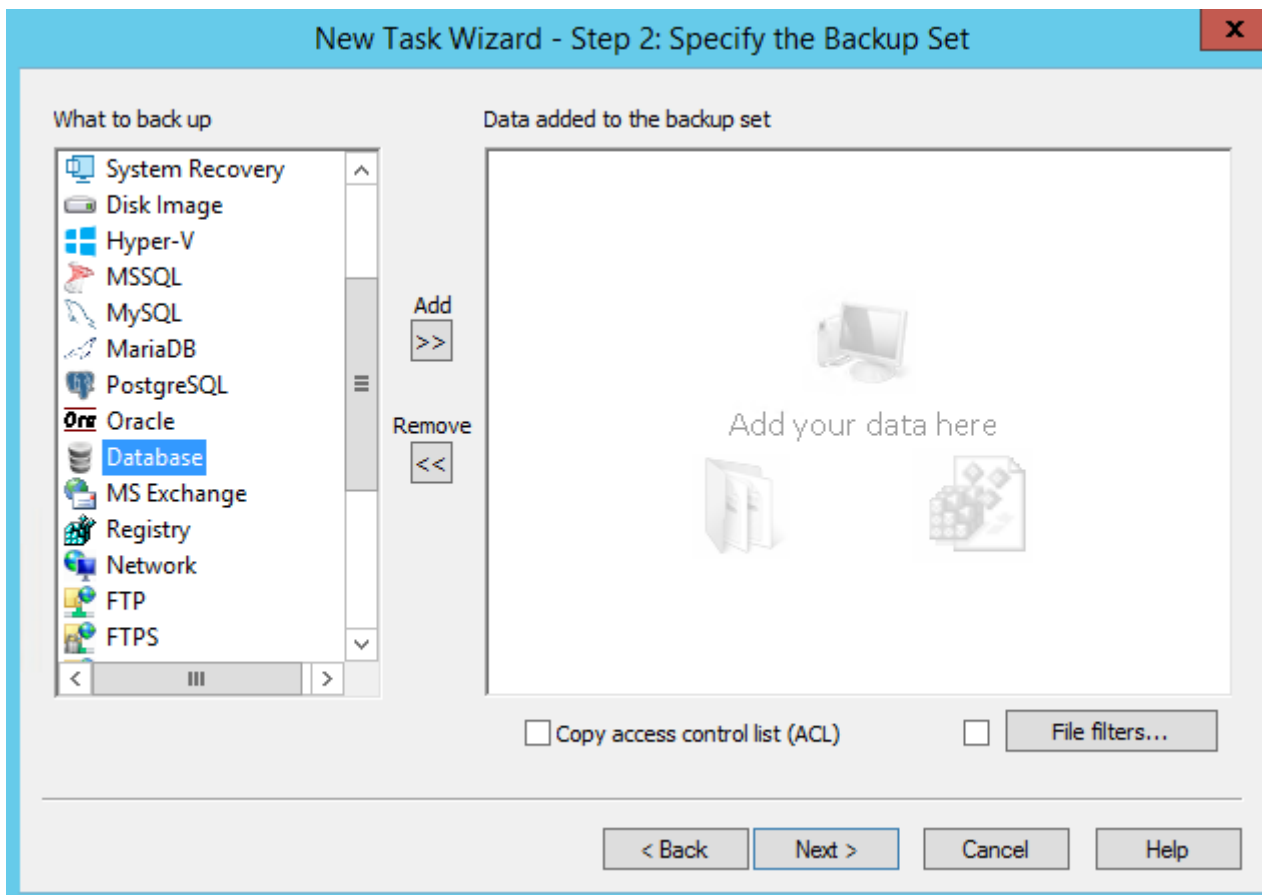 New Task Wizard - Step 2: Specify the Backup Set
x
What to back up
Data added to the backup set
System Recovery
Disk Image
Hyper-V
MSSQL
MySQL
MariaDB
PostgreSQL
Ora Oracle
Database
MS Exchange
Registry
Network
FTP
FTPS
Add
>>
Remove
<<
Add your data here
Copy access control list (ACL)
File filters...
< Back
Next >
Cancel
Help